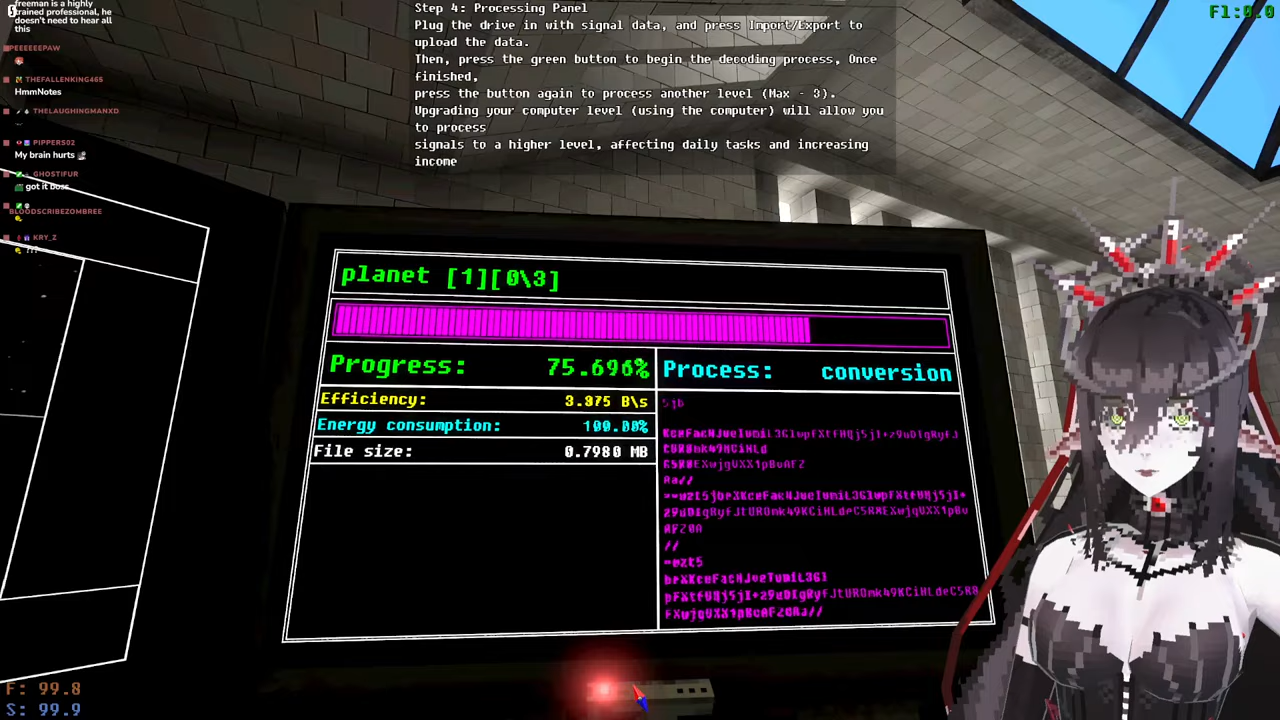 freeman is a highly
trained professional, he
doesn't need to hear all
this
PEEEEEEPAW
THEFALLENKING465
HmmNotes
THELAUGHINGMANXD
PIPPERS02
My brain hurts
GHOSTIFUR
got it boss
BLOODSCRIBEZOMBREE
KRY_Z
???
Step 4: Processing Panel
Plug the drive in with signal data, and press Import/Export to
upload the data.
Then, press the green button to begin the decoding process, Once
finished,
press the button again to process another level (Max - 3).
Upgrading your computer level (using the computer) will allow you
to process
signals to a higher level, affecting daily tasks and increasing
income
F1:0.0
planet [1][0\3]
Progress: 75.696%
Process: conversion
Efficiency: 3.875 B\s
Energy consumption: 100.00%
File size: 0.7980 MB
F: 99.8
S: 99.9